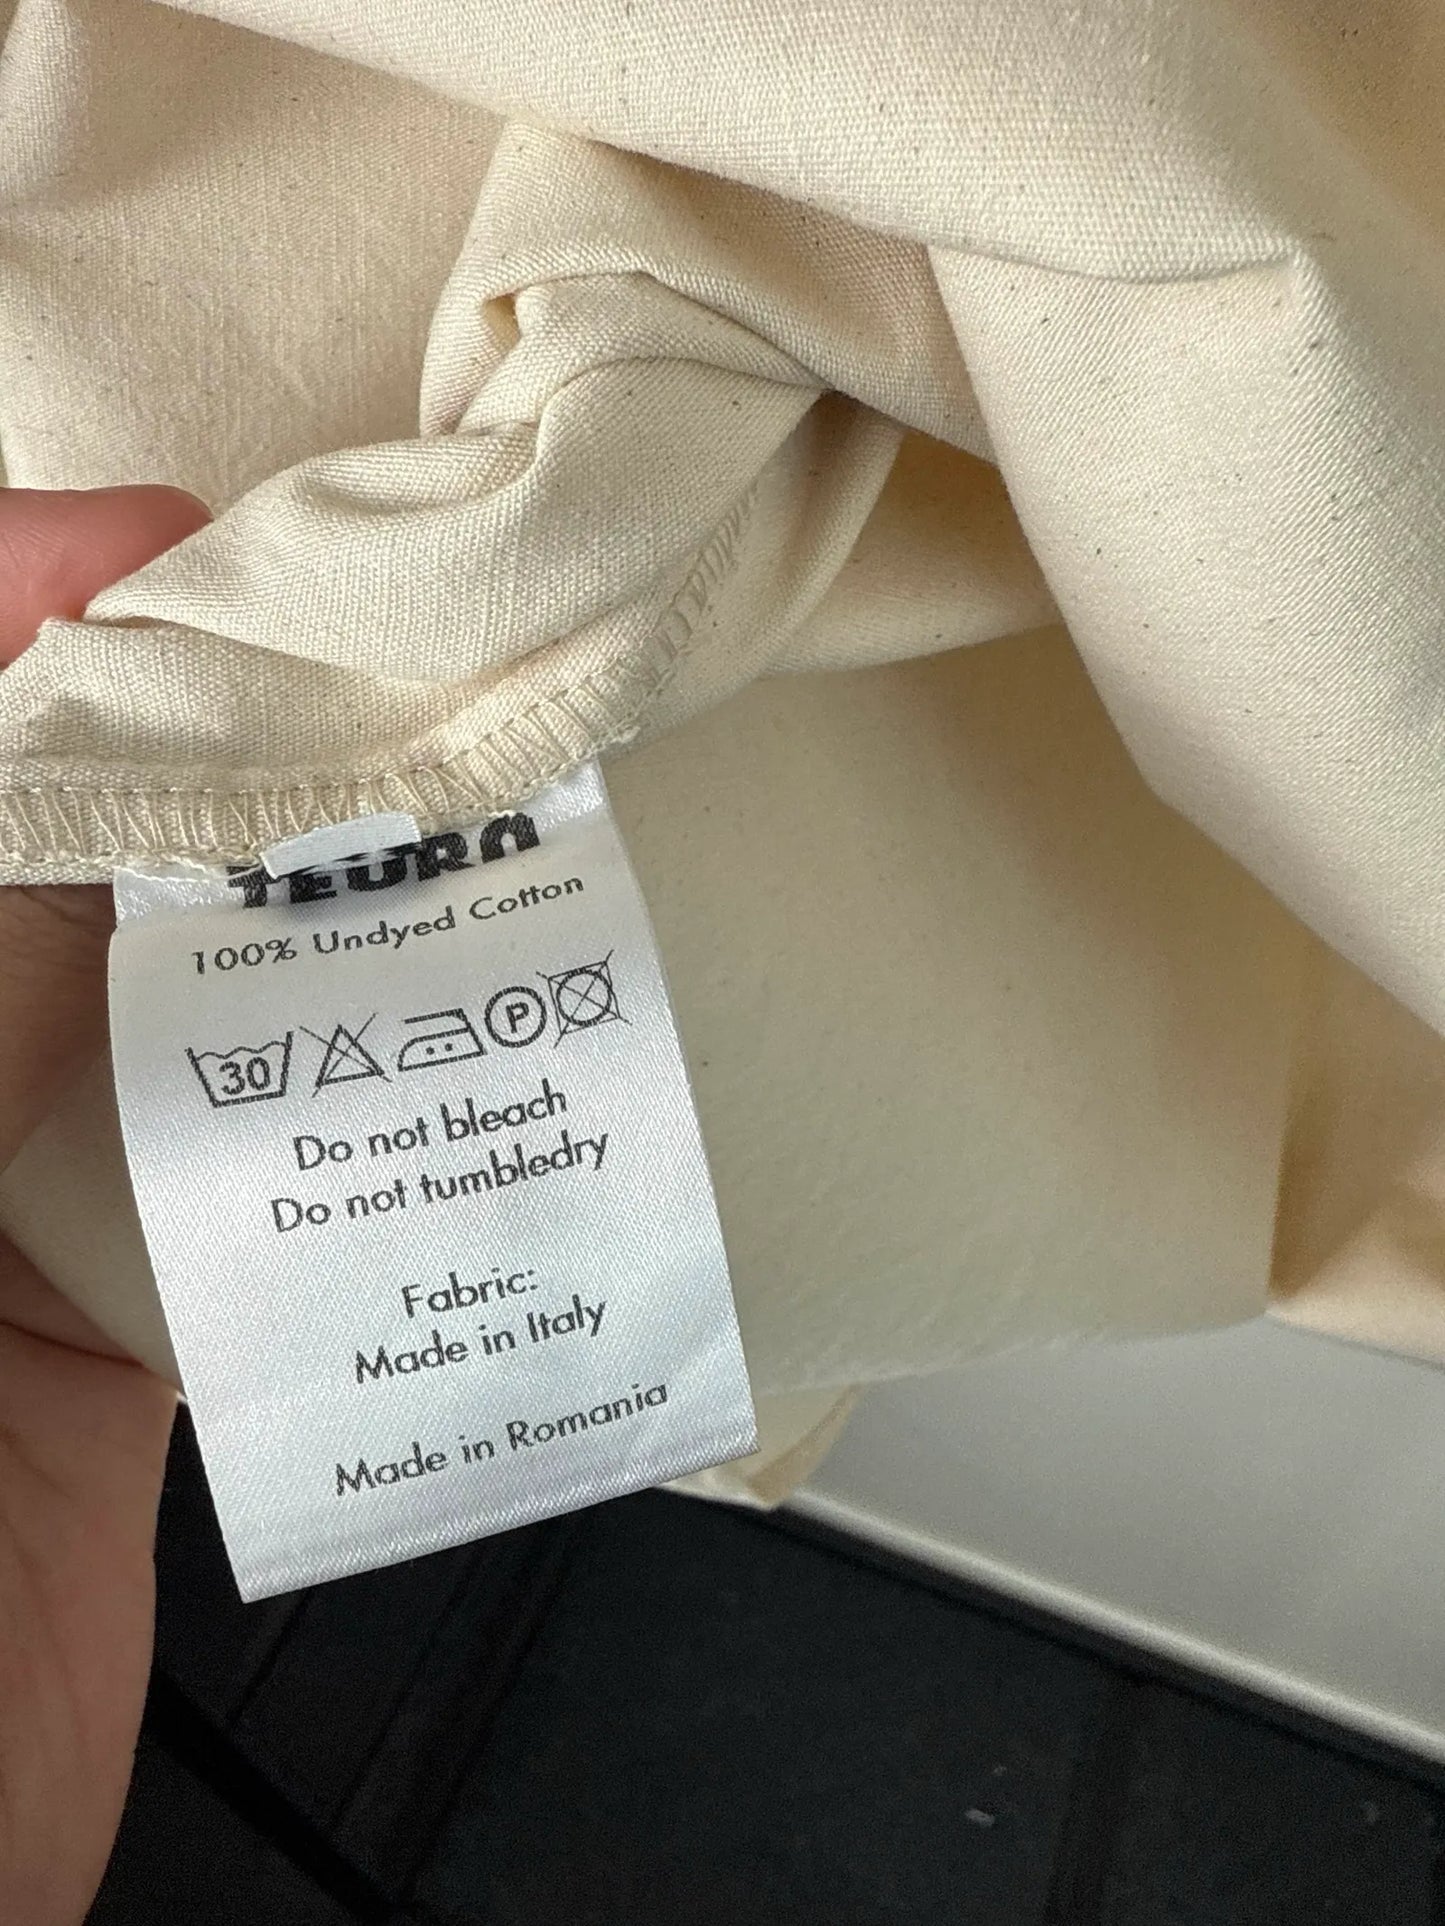 100% Undyed Cotton
30 P
Do not bleach
Do not tumbledry
Fabric:
Made in Italy
Made in Romania